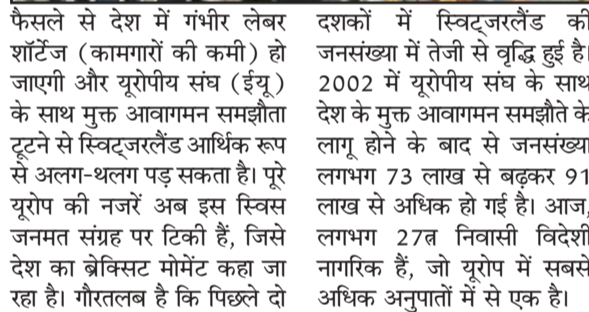 फैसले से देश में गंभीर लेबर
शॉर्टेज (कामगारों की कमी) हो
जाएगी और यूरोपीय संघ (ईयू)
के साथ मुक्त आवागमन समझौता
टूटने से स्विट्जरलैंड आर्थिक रूप
से अलग-थलग पड़ सकता है। पूरे
यूरोप की नजरें अब इस स्विस
जनमत संग्रह पर टिकी हैं, जिसे
देश का ब्रेक्सिट मोमेंट कहा जा
रहा है। गौरतलब है कि पिछले दो
दशकों में स्विट्जरलैंड की
जनसंख्या में तेजी से वृद्धि हुई है।
2002 में यूरोपीय संघ के साथ
देश के मुक्त आवागमन समझौते के
लागू होने के बाद से जनसंख्या
लगभग 73 लाख से बढ़कर 91
लाख से अधिक हो गई है। आज,
लगभग 27त्न निवासी विदेशी
नागरिक हैं, जो यूरोप में सबसे
अधिक अनुपातों में से एक है।